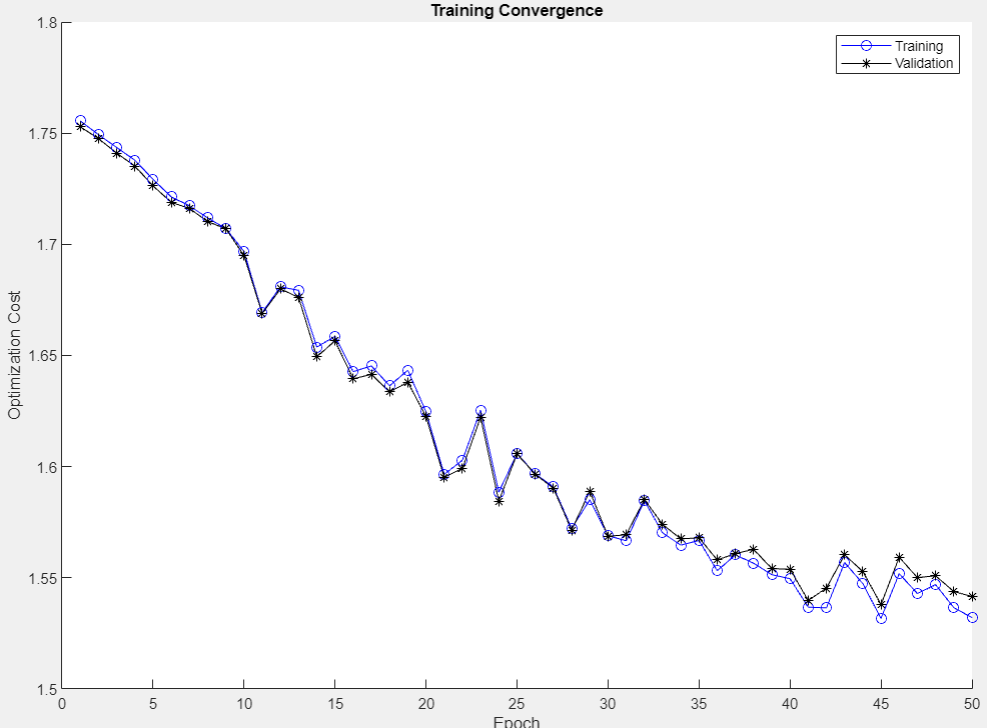 Training Convergence
Training
Validation
Optimization Cost
1.8
1.75
1.7
1.65
1.6
1.55
1.5
0 5 10 15 20 25 30 35 40 45 50
Epoch